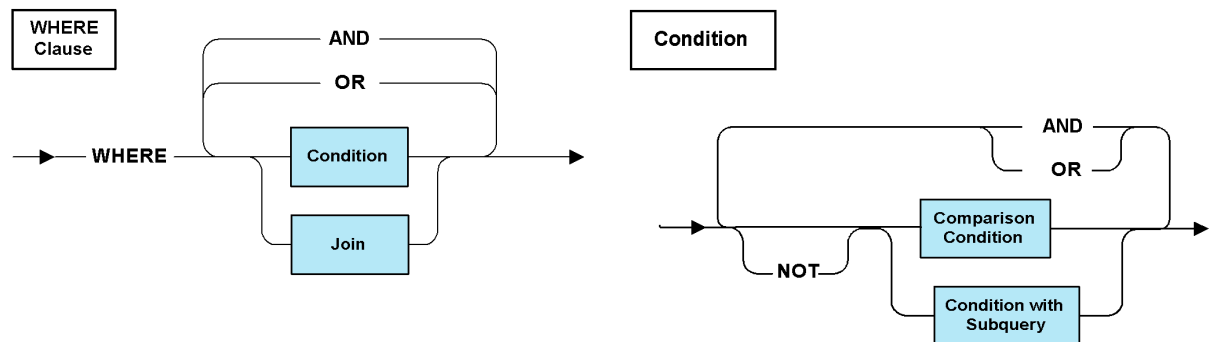 WHERE
Clause
AND
OR
WHERE
Condition
Join
Condition
AND
OR
Comparison
Condition
NOT
Condition with
Subquery